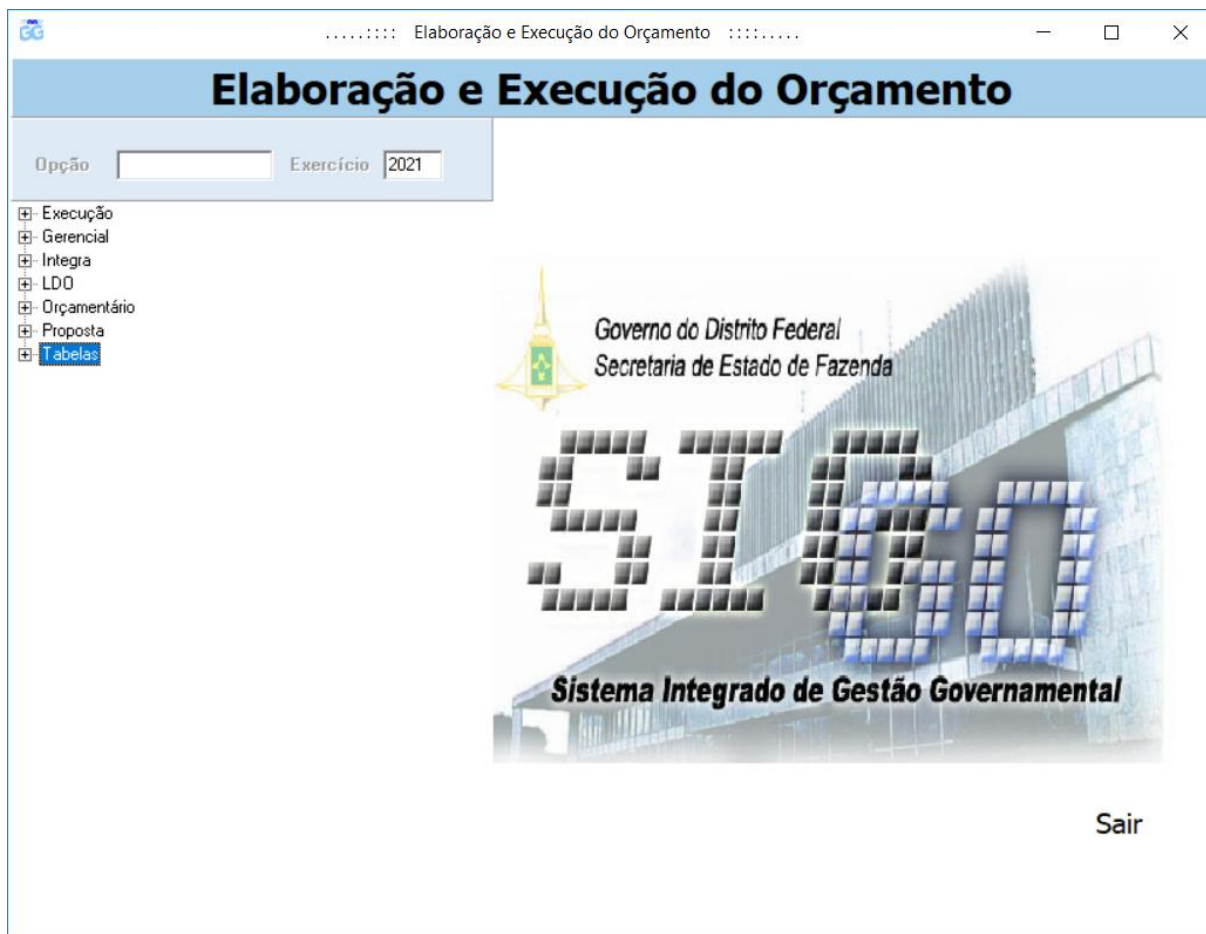 .....:::: Elaboração e Execução do Orçamento ::::.....
Elaboração e Execução do Orçamento
Opção Exercício 2021
Execução
Gerencial
Integra
LDO
Orçamentário
Proposta
Tabelas
Governo do Distrito Federal
Secretaria de Estado de Fazenda
SIGGO
Sistema Integrado de Gestão Governamental
Sair